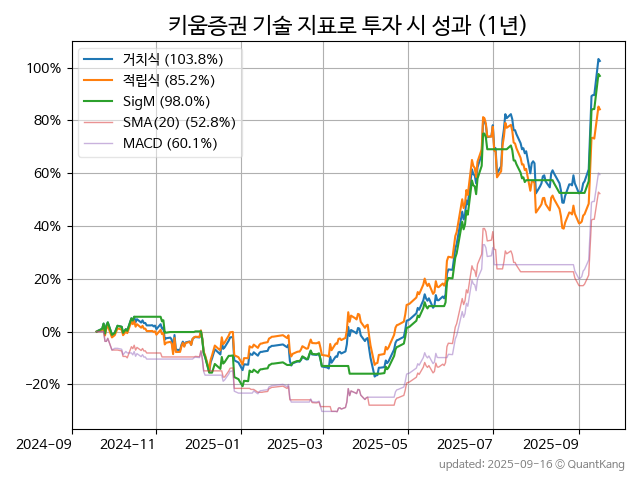 키움증권 기술 지표로 투자 시 성과 (1년)
거치식 (103.8%)
적립식 (85.2%)
SigM (98.0%)
SMA(20) (52.8%)
MACD (60.1%)
100%
80%
60%
40%
20%
0%
−20%
2024-09
2024-11
2025-01
2025-03
2025-05
2025-07
2025-09
updated: 2025-09-16 © QuantKang